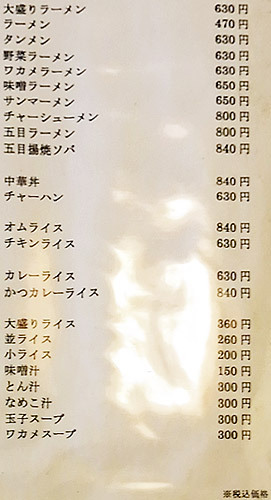 大盛りラーメン 630円
ラーメン 470円
タンメン 630円
野菜ラーメン 630円
ワカメラーメン 630円
味噌ラーメン 650円
サンマーメン 650円
チャーシューメン 800円
五目ラーメン 800円
五目揚焼ソバ 840円
中華丼 840円
チャーハン 630円
オムライス 840円
チキンライス 630円
カレーライス 630円
かつカレーライス 840円
大盛りライス 360円
並ライス 260円
小ライス 200円
味噌汁 150円
とん汁 300円
なめこ汁 300円
玉子スープ 300円
ワカメスープ 300円
※税込価格